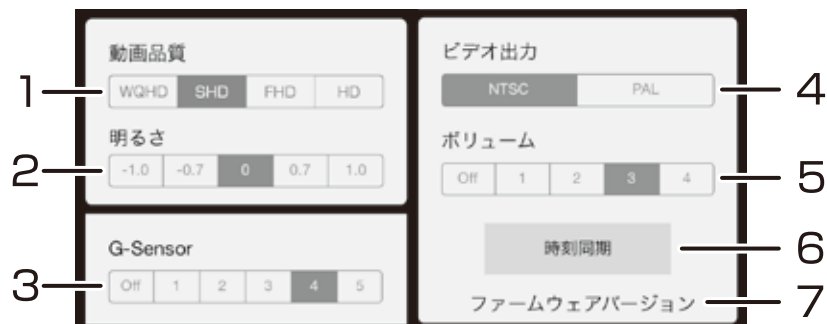 動画品質
1 WQHD SHD FHD HD
明るさ
2 -1.0 -0.7 0 0.7 1.0
G-Sensor
3 Off 1 2 3 4 5
ビデオ出力
NTSC PAL 4
ボリューム
Off 1 2 3 4 5
時刻同期 6
ファームウェアバージョン 7